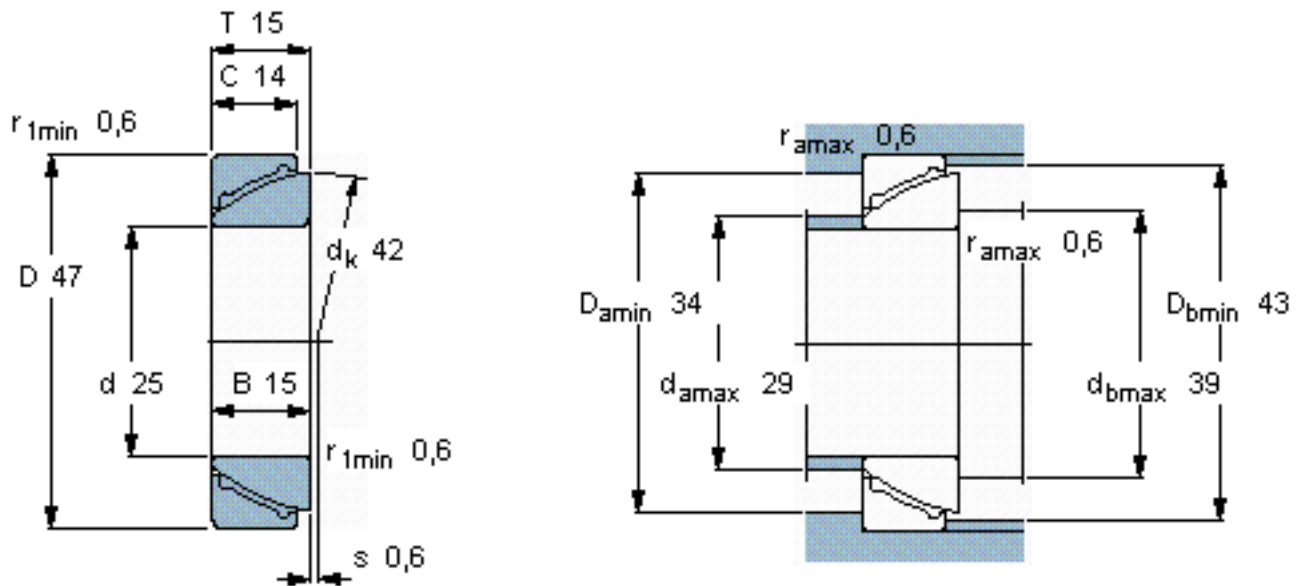 T 15
C 14
r1min 0,6
D 47
dk 42
d 25
B 15
r1min 0,6
s 0,6
ramax 0,6
ramax 0,6
Damin 34
Dbmin 43
damax 29
dbmax 39